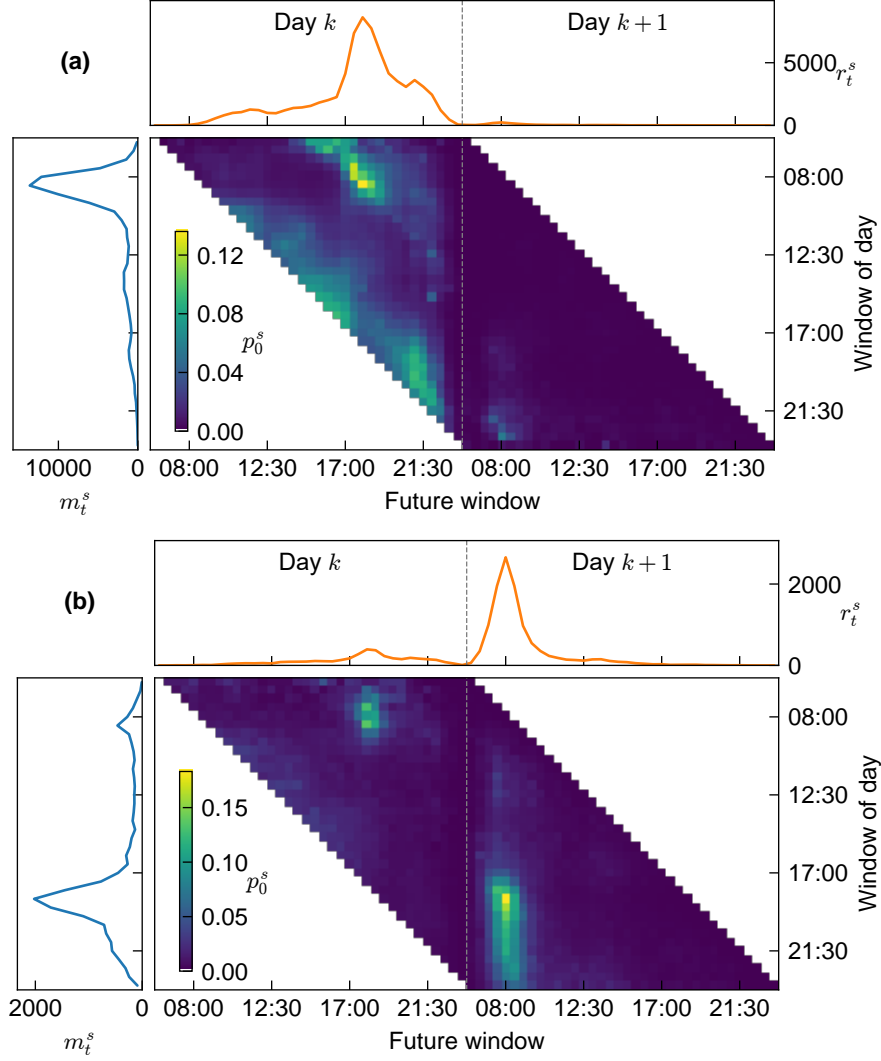 Day k
Day k + 1
(a)
5000
r_t^s
0
08:00
12:30
17:00
21:30
Window of day
0.12
0.08
p_0^s
0.04
0.00
10000
0
m_t^s
08:00
12:30
17:00
21:30
08:00
12:30
17:00
21:30
Future window
Day k
Day k + 1
(b)
2000
r_t^s
0
08:00
12:30
17:00
21:30
Window of day
0.15
0.10
p_0^s
0.05
0.00
2000
0
m_t^s
08:00
12:30
17:00
21:30
08:00
12:30
17:00
21:30
Future window